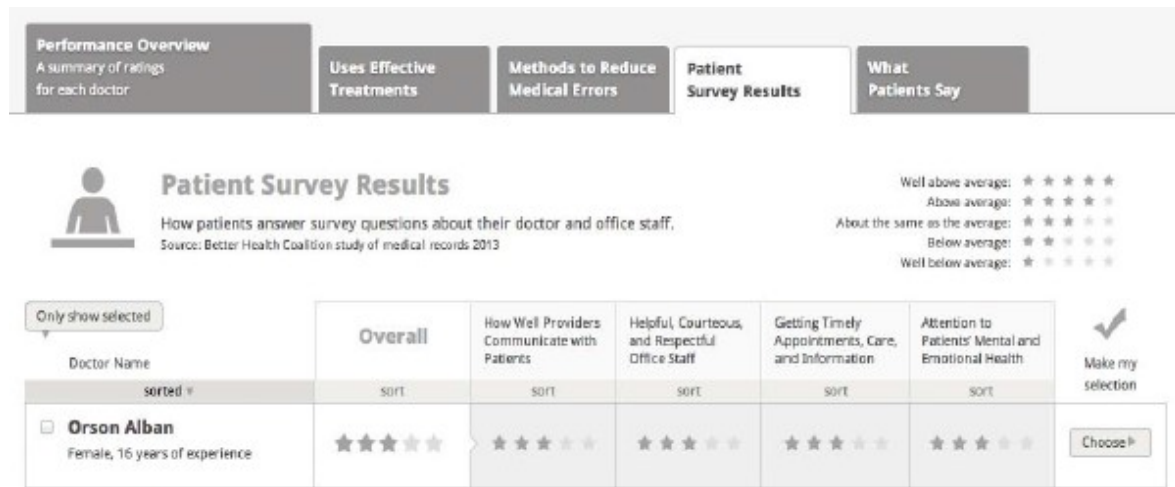 Performance Overview
A summary of ratings
for each doctor
Uses Effective
Treatments
Methods to Reduce
Medical Errors
Patient
Survey Results
What
Patients Say
Patient Survey Results
How patients answer survey questions about their doctor and office staff.
Source: Better Health Coalition study of medical records 2013
Well above average:
Above average:
About the same as the average:
Below average:
Well below average:
Only show selected
Doctor Name
sorted
Overall
sort
How Well Providers
Communicate with
Patients
sort
Helpful, Courteous,
and Respectful
Office Staff
sort
Getting Timely
Appointments, Care,
and Information
sort
Attention to
Patients' Mental and
Emotional Health
sort
Make my
selection
Orson Alban
Female, 16 years of experience
Choose